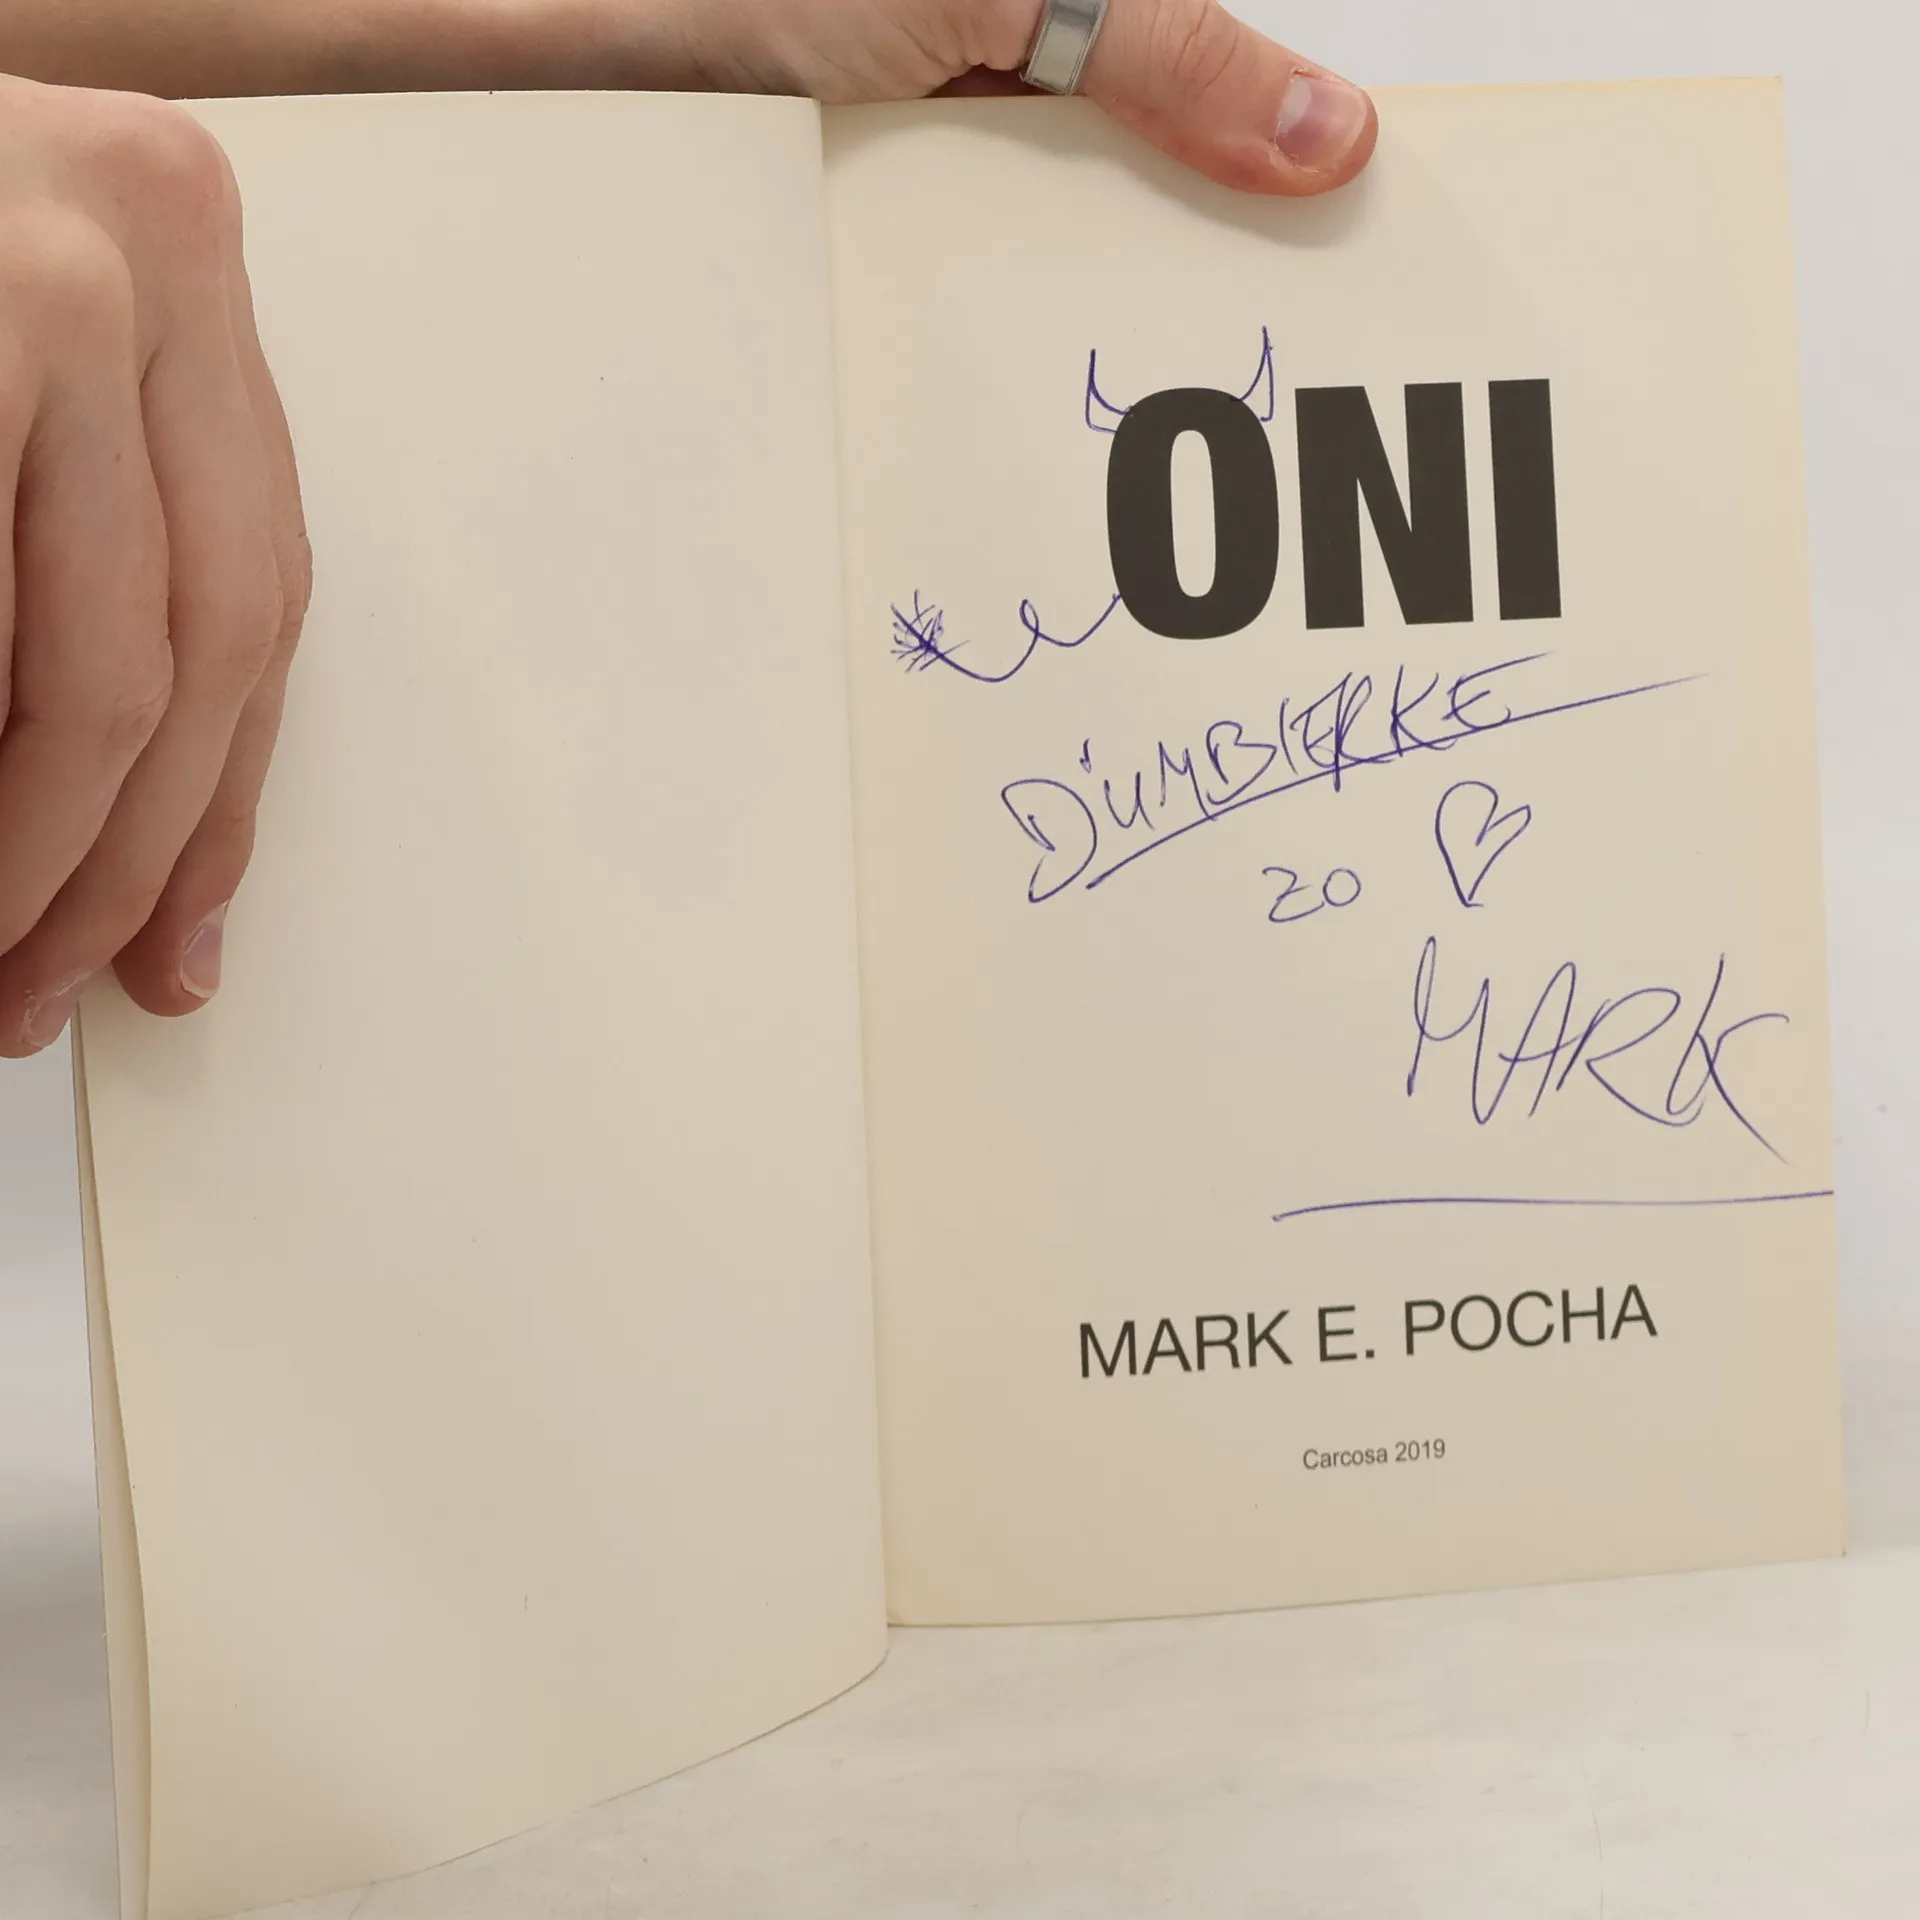 ONI
ĎUMBIERKE
ZO ♡
MARK
MARK E. POCHA
Carcosa 2019